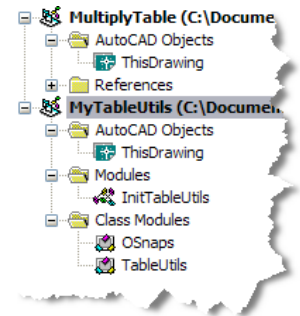 MultiplyTable (C:\Docume
AutoCAD Objects
ThisDrawing
References
MyTableUtils (C:\Documen
AutoCAD Objects
ThisDrawing
Modules
InitTableUtils
Class Modules
OSnaps
TableUtils